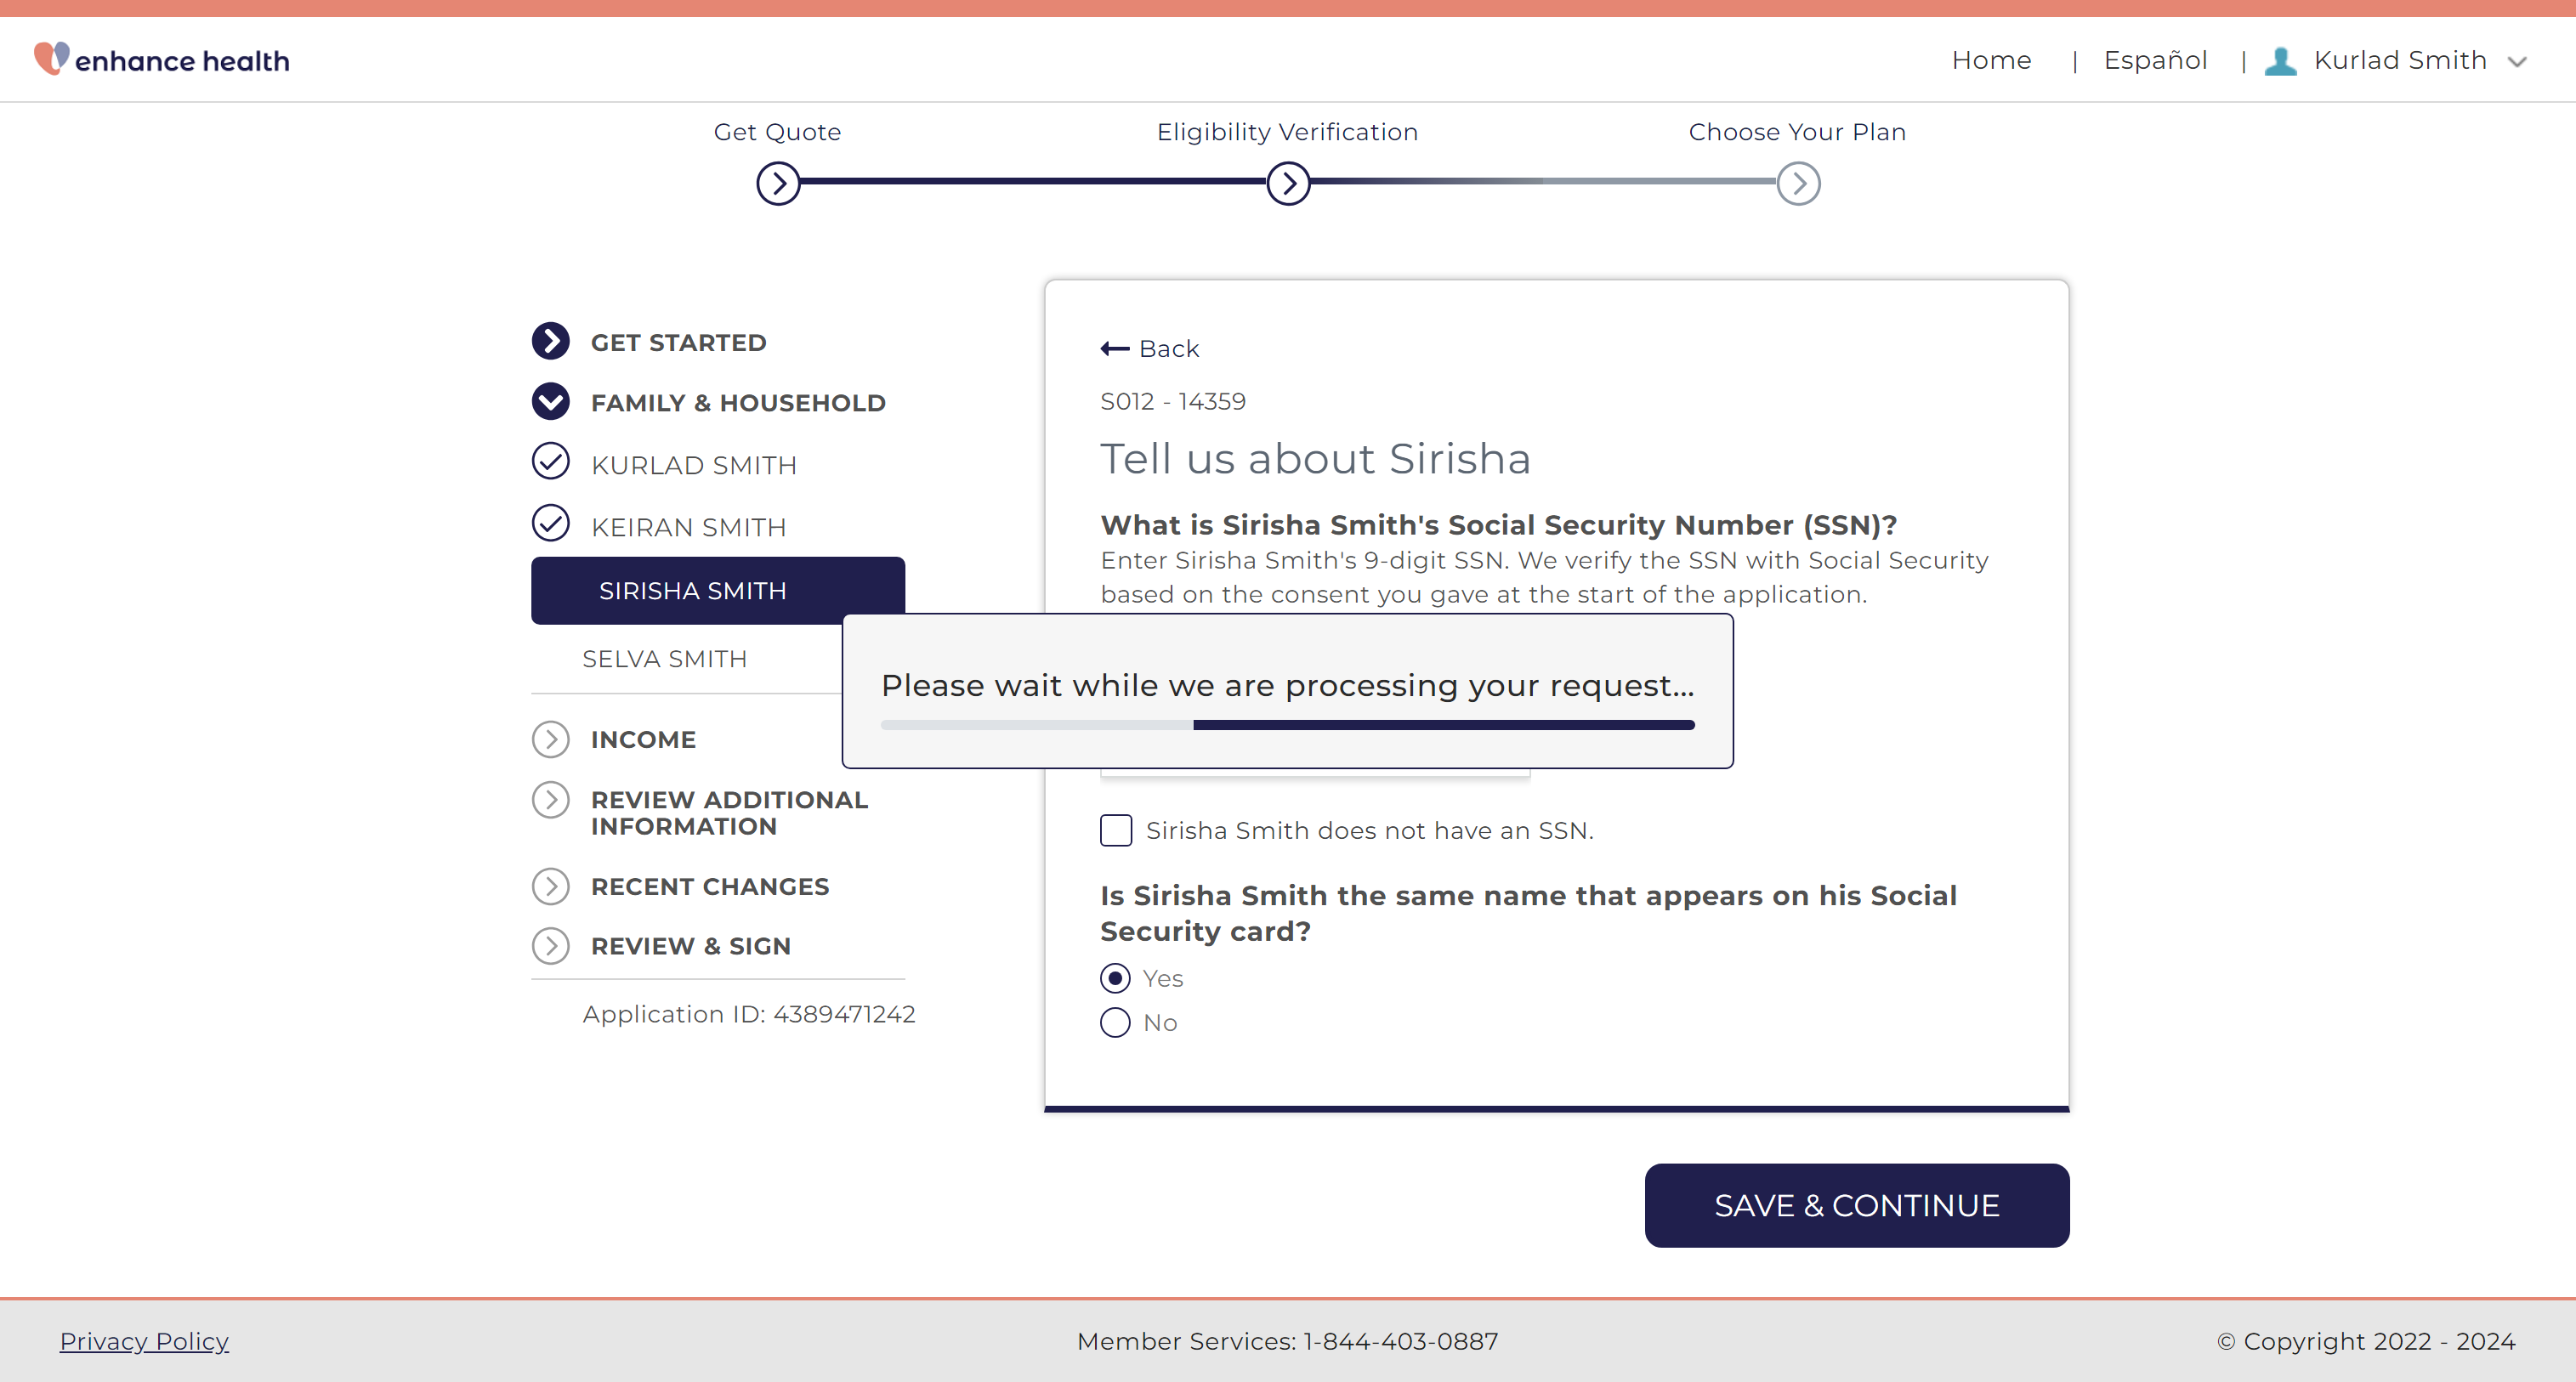 enhance health
Home | Español | Kurlad Smith
Get Quote
Eligibility Verification
Choose Your Plan
GET STARTED
FAMILY & HOUSEHOLD
KURLAD SMITH
KEIRAN SMITH
SIRISHA SMITH
SELVA SMITH
INCOME
REVIEW ADDITIONAL
INFORMATION
RECENT CHANGES
REVIEW & SIGN
Application ID: 4389471242
Back
S012 - 14359
Tell us about Sirisha
What is Sirisha Smith's Social Security Number (SSN)?
Enter Sirisha Smith's 9-digit SSN. We verify the SSN with Social Security
based on the consent you gave at the start of the application.
Please wait while we are processing your request...
Sirisha Smith does not have an SSN.
Is Sirisha Smith the same name that appears on his Social
Security card?
Yes
No
SAVE & CONTINUE
Privacy Policy
Member Services: 1-844-403-0887
© Copyright 2022 - 2024